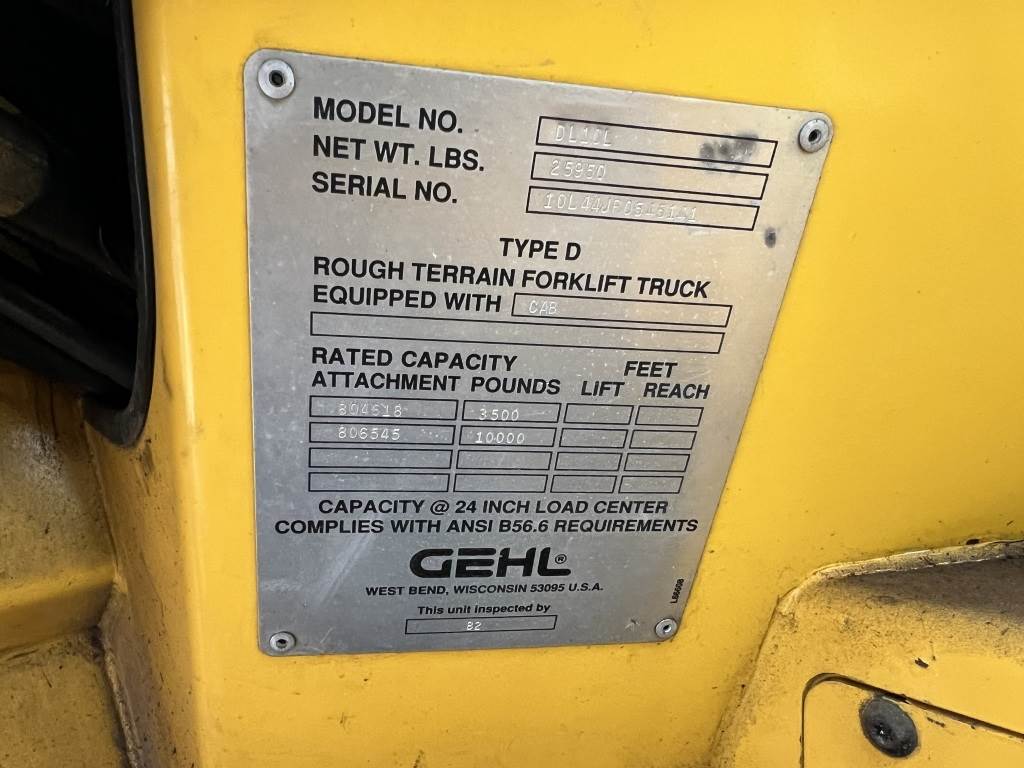 MODEL NO.
NET WT. LBS. 25950
SERIAL NO.
TYPE D
ROUGH TERRAIN FORKLIFT TRUCK
EQUIPPED WITH CAB
RATED CAPACITY FEET
ATTACHMENT POUNDS LIFT REACH
804618 3500
806545 10000
CAPACITY @ 24 INCH LOAD CENTER
COMPLIES WITH ANSI B56.6 REQUIREMENTS
GEHL®
WEST BEND, WISCONSIN 53095 U.S.A.
This unit inspected by
82